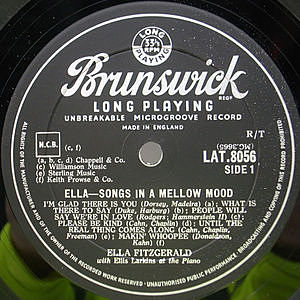 LONG
33⅓
RPM
PLAYING
Brunswick
REGD
LONG PLAYING
UNBREAKABLE MICROGROOVE RECORD
MADE IN ENGLAND
R/T
N.C.B.
(e, f)
(MC.3665)
(a, b, c, d) Chappell & Co.
(c) Williamson Music
(e) Sterling Music
(f) Keith Prowse & Co.
LAT.8056
SIDE 1
ELLA—SONGS IN A MELLOW MOOD
I'M GLAD THERE IS YOU (Dorsey, Madeira) (a); WHAT IS
THERE TO SAY (Duke, Harburg) (b); PEOPLE WILL
SAY WE'RE IN LOVE (Rodgers, Hammerstein II) (c);
PLEASE BE KIND (Cahn, Chaplin) (d); UNTIL THE
REAL THING COMES ALONG (Cahn, Chaplin,
Freeman) (e); MAKIN' WHOOPEE (Donaldson,
Kahn) (f)
ELLA FITZGERALD
with Ellis Larkins at the Piano
ALL RIGHTS OF THE MANUFACTURER AND OF THE OWNER OF THE RECORDED WORK RESERVED. UNAUTHORISED PUBLIC PERFORMANCE, BROADCASTING AND COPYING OF THIS RECORD PROHIBITED